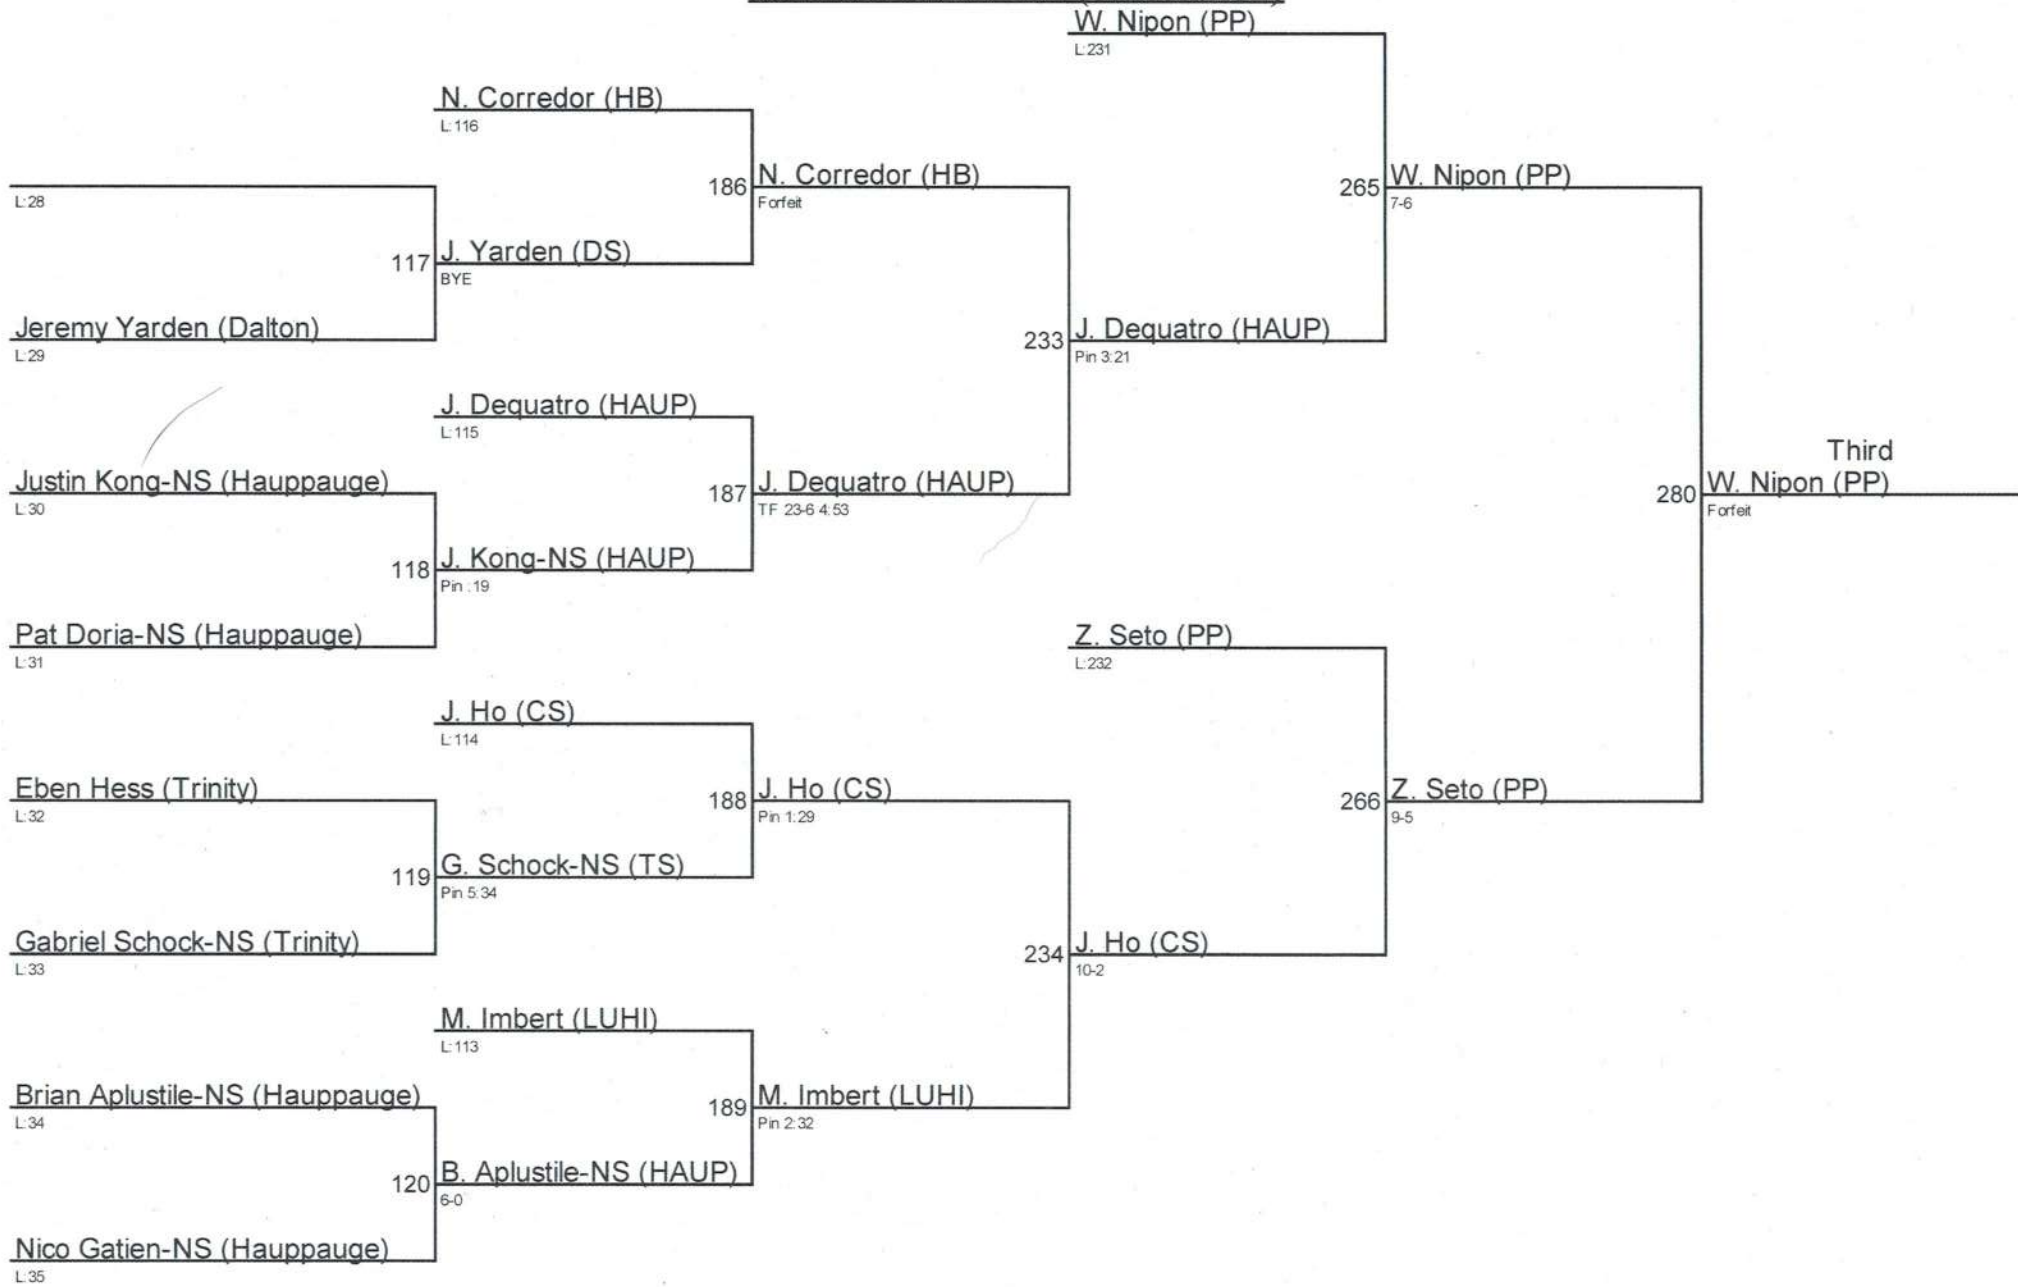 W. Nipon (PP)
L:231
N. Corredor (HB)
L:116
L:28
186 N. Corredor (HB)
Forfeit
265 W. Nipon (PP)
7-6
117 J. Yarden (DS)
BYE
Jeremy Yarden (Dalton)
L:29
233 J. Dequatro (HAUP)
Pin 3:21
J. Dequatro (HAUP)
L:115
Third
Justin Kong-NS (Hauppauge)
L:30
187 J. Dequatro (HAUP)
TF 23-6 4:53
280 W. Nipon (PP)
Forfeit
118 J. Kong-NS (HAUP)
Pin :19
Pat Doria-NS (Hauppauge)
L:31
Z. Seto (PP)
L:232
J. Ho (CS)
L:114
Eben Hess (Trinity)
L:32
188 J. Ho (CS)
Pin 1:29
266 Z. Seto (PP)
9-5
119 G. Schock-NS (TS)
Pin 5:34
Gabriel Schock-NS (Trinity)
L:33
234 J. Ho (CS)
10-2
M. Imbert (LUHI)
L:113
Brian Aplustile-NS (Hauppauge)
L:34
189 M. Imbert (LUHI)
Pin 2:32
120 B. Aplustile-NS (HAUP)
6-0
Nico Gatien-NS (Hauppauge)
L:35